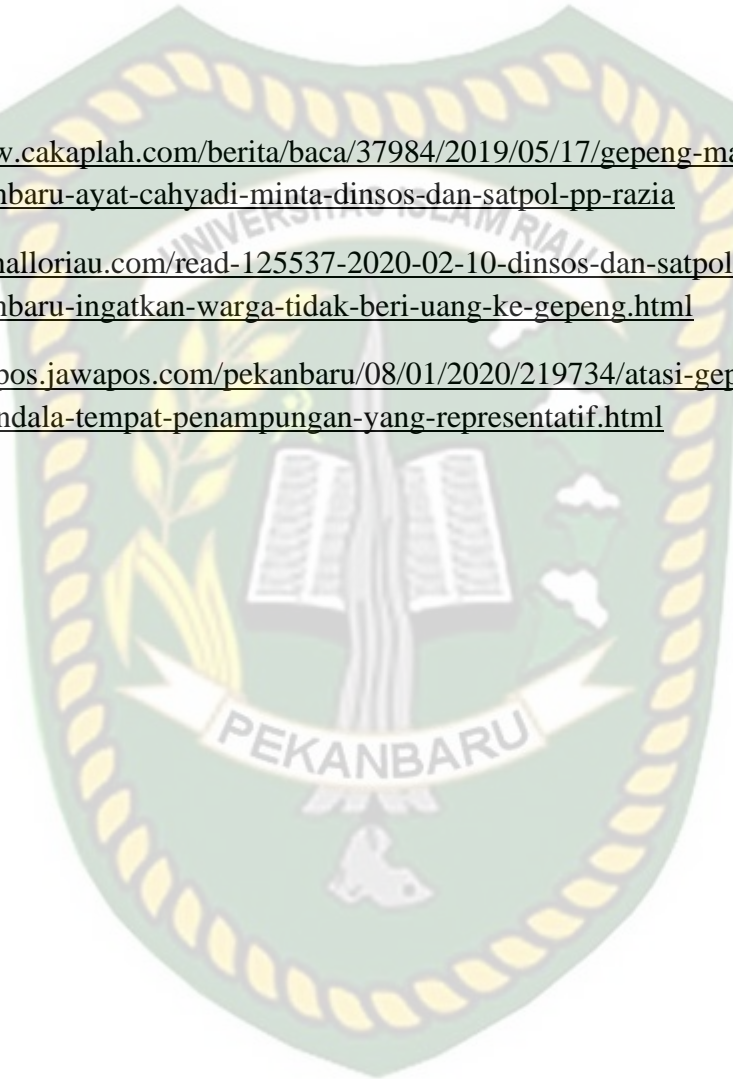 w.cakaplah.com/berita/baca/37984/2019/05/17/gepeng-ma
nbaru-ayat-cahyadi-minta-dinsos-dan-satpol-pp-razia
UNIVERSITAS ISLAM RIAU
halloriau.com/read-125537-2020-02-10-dinsos-dan-satpol
nbaru-ingatkan-warga-tidak-beri-uang-ke-gepeng.html
pos.jawapos.com/pekanbaru/08/01/2020/219734/atasi-gep
ndala-tempat-penampungan-yang-representatif.html
PEKANBARU